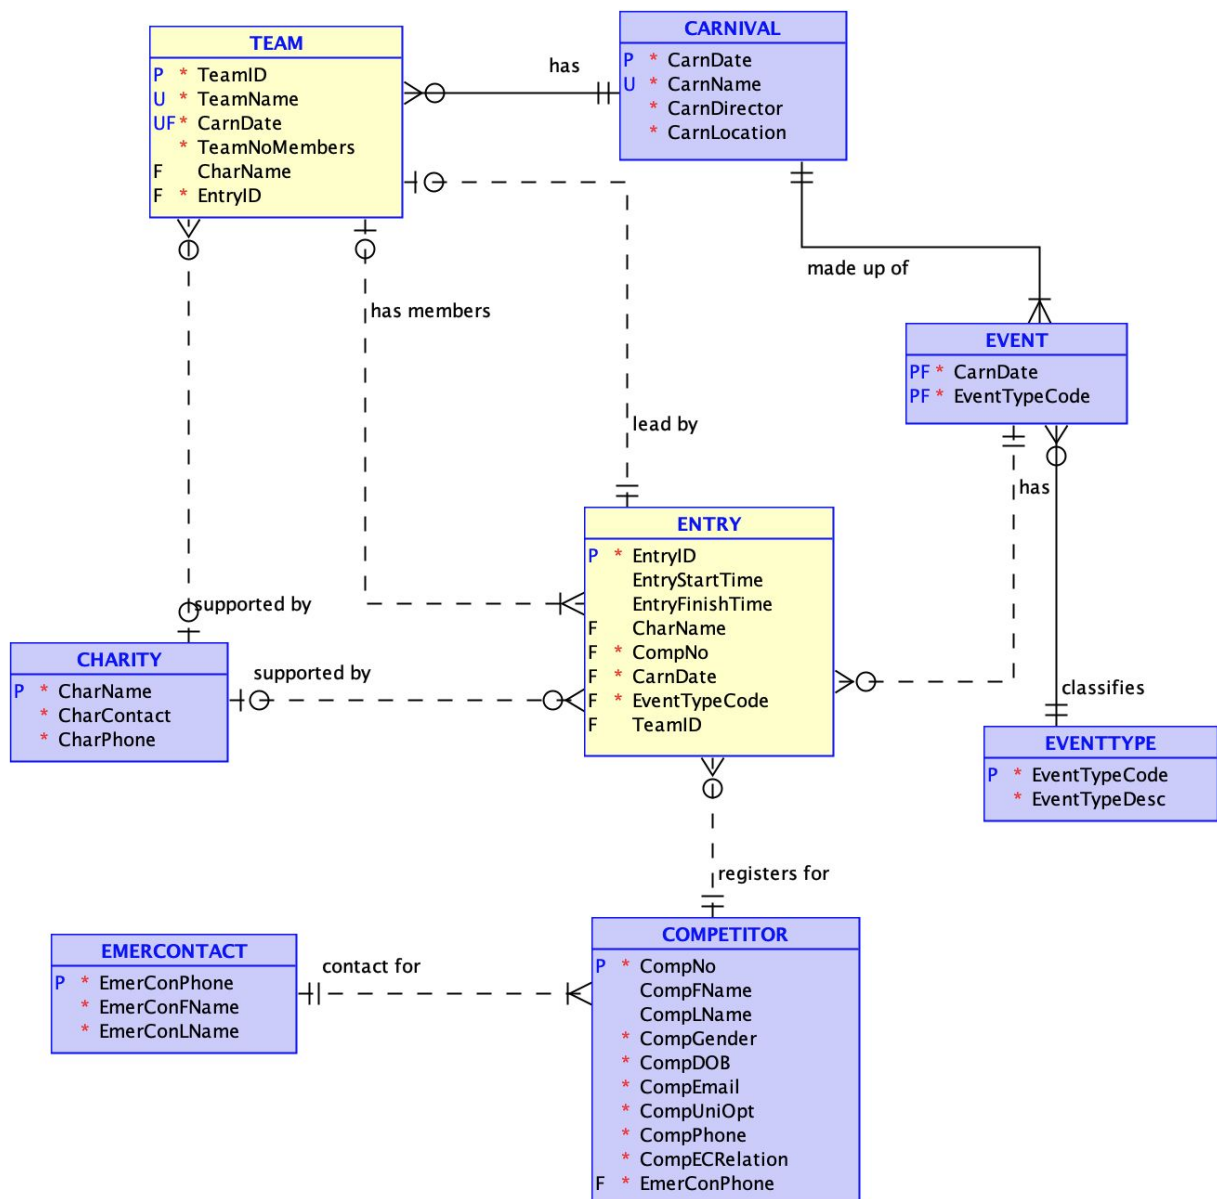 TEAM
P * TeamID
U * TeamName
UF * CarnDate
* TeamNoMembers
F CharName
F * EntryID
has
CARNIVAL
P * CarnDate
U * CarnName
* CarnDirector
* CarnLocation
made up of
has members
EVENT
PF * CarnDate
PF * EventTypeCode
lead by
has
ENTRY
P * EntryID
EntryStartTime
EntryFinishTime
F CharName
F * CompNo
F * CarnDate
F * EventTypeCode
F TeamID
supported by
CHARITY
P * CharName
* CharContact
* CharPhone
supported by
classifies
EVENTTYPE
P * EventTypeCode
* EventTypeDesc
registers for
EMERCONTACT
P * EmerConPhone
* EmerConFName
* EmerConLName
contact for
COMPETITOR
P * CompNo
CompFName
CompLName
* CompGender
* CompDOB
* CompEmail
* CompUniOpt
* CompPhone
* CompECRelation
F * EmerConPhone